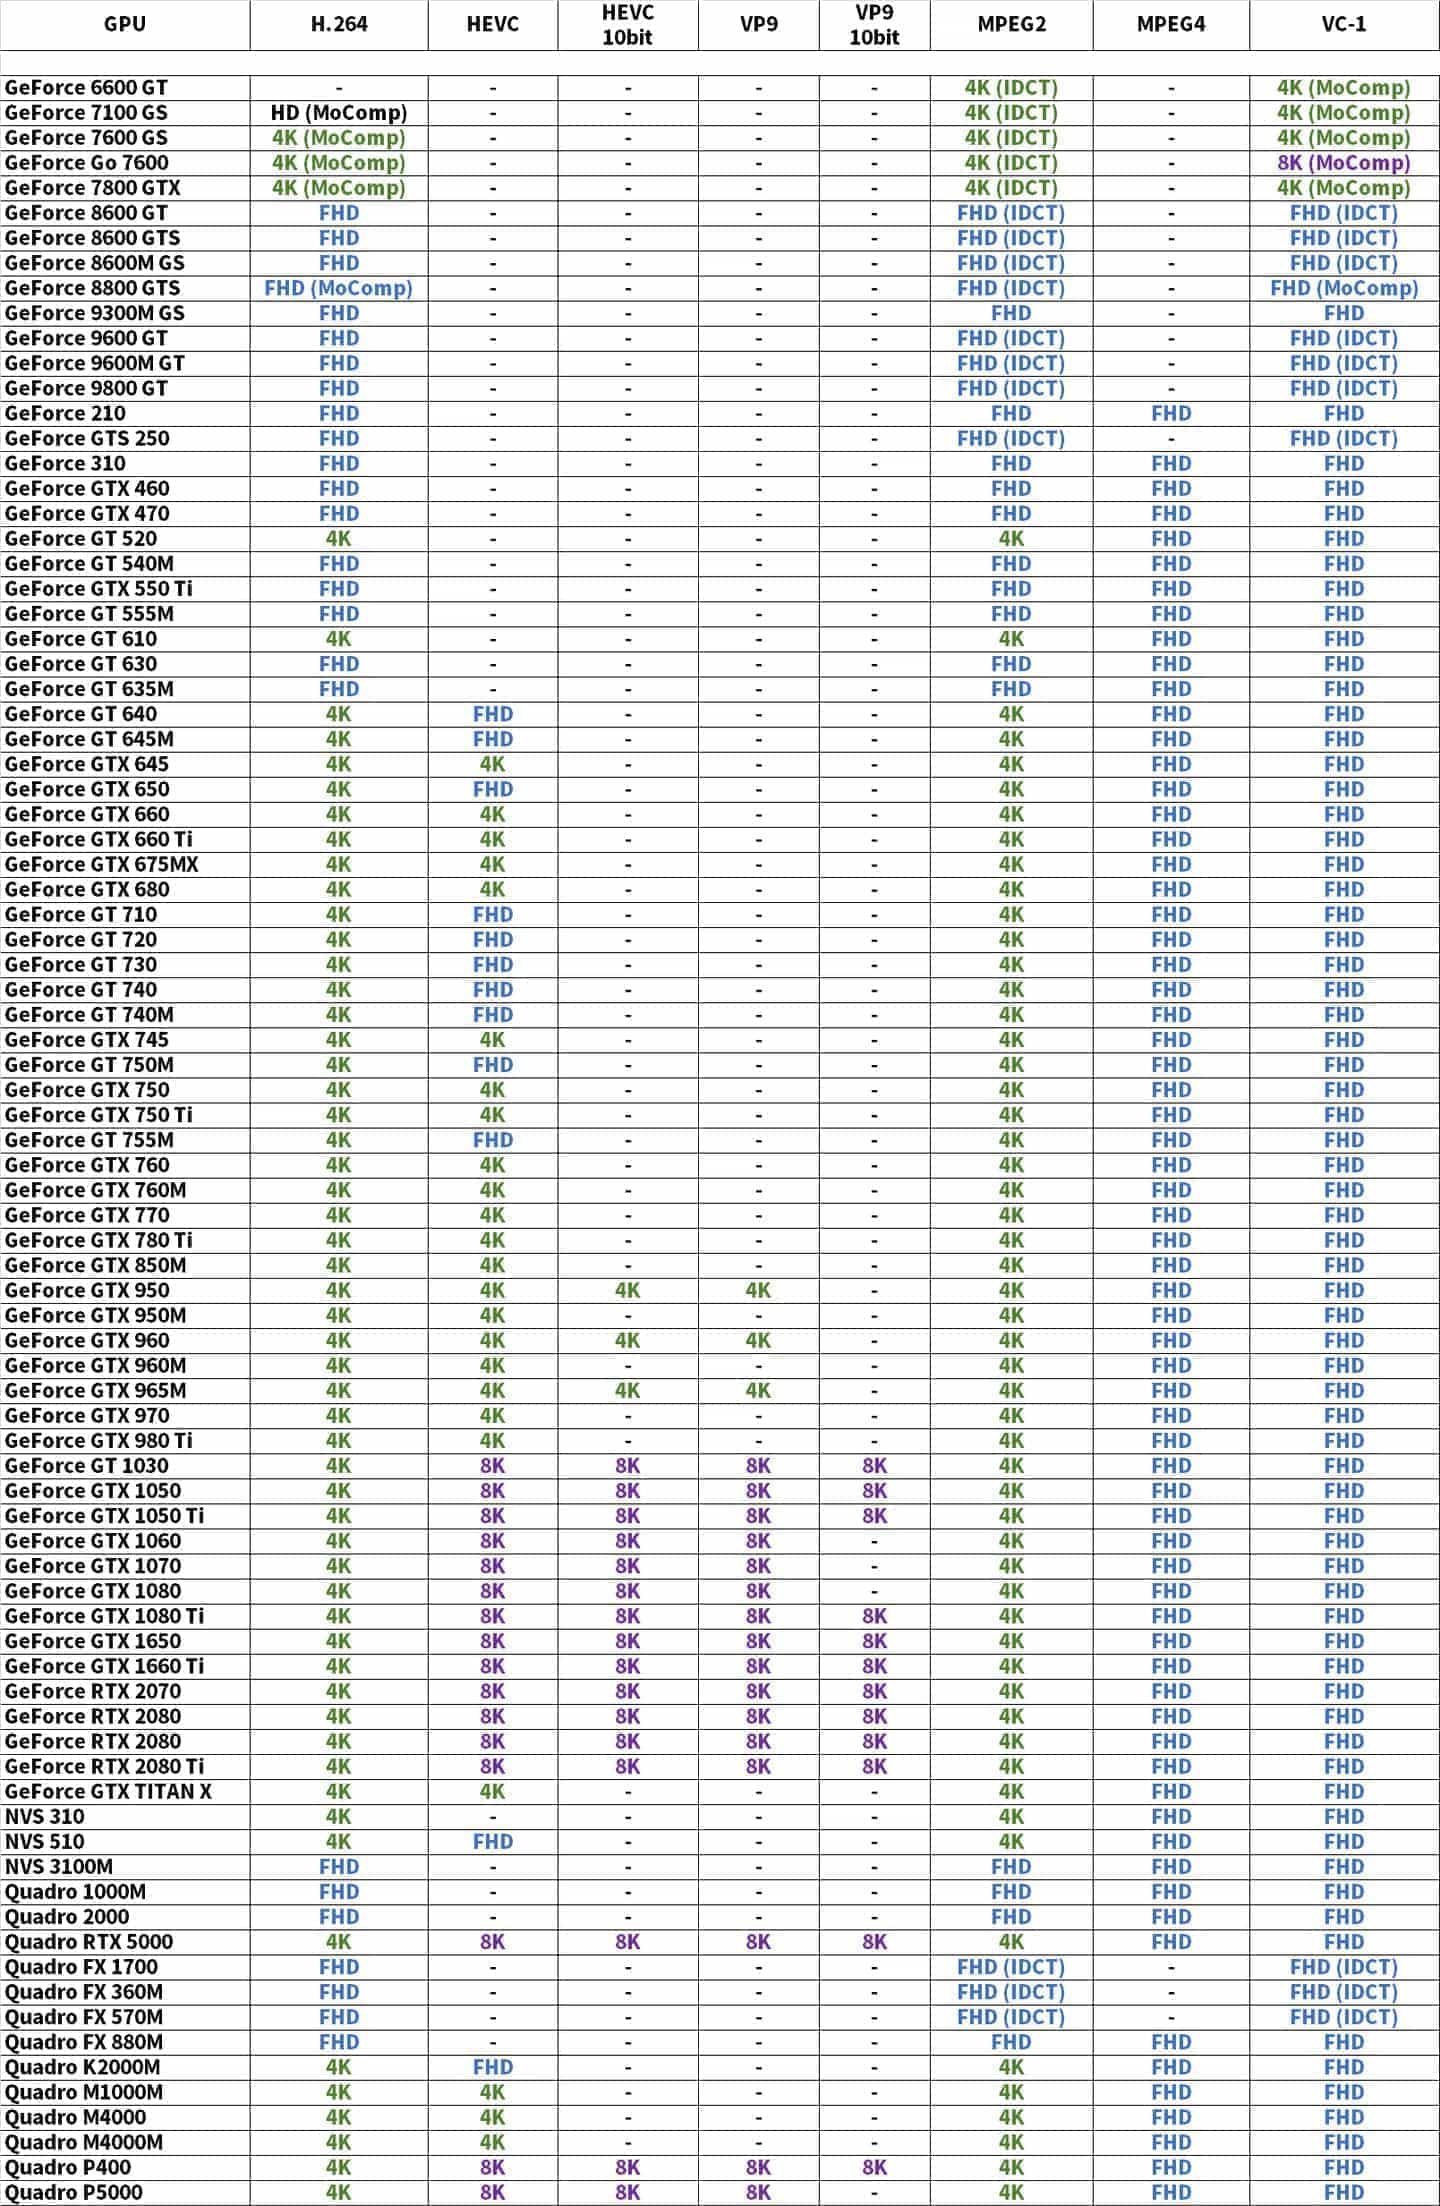 GPU H.264 HEVC HEVC 10bit VP9 VP9 10bit MPEG2 MPEG4 VC-1
GeForce 6600 GT - - - - - 4K (IDCT) - 4K (MoComp)
GeForce 7100 GS HD (MoComp) - - - - 4K (IDCT) - 4K (MoComp)
GeForce 7600 GS 4K (MoComp) - - - - 4K (IDCT) - 4K (MoComp)
GeForce Go 7600 4K (MoComp) - - - - 4K (IDCT) - 8K (MoComp)
GeForce 7800 GTX 4K (MoComp) - - - - 4K (IDCT) - 4K (MoComp)
GeForce 8600 GT FHD - - - - FHD (IDCT) - FHD (IDCT)
GeForce 8600 GTS FHD - - - - FHD (IDCT) - FHD (IDCT)
GeForce 8600M GS FHD - - - - FHD (IDCT) - FHD (IDCT)
GeForce 8800 GTS FHD (MoComp) - - - - FHD (IDCT) - FHD (MoComp)
GeForce 9300M GS FHD - - - - FHD - FHD
GeForce 9600 GT FHD - - - - FHD (IDCT) - FHD (IDCT)
GeForce 9600M GT FHD - - - - FHD (IDCT) - FHD (IDCT)
GeForce 9800 GT FHD - - - - FHD (IDCT) - FHD (IDCT)
GeForce 210 FHD - - - - FHD FHD FHD
GeForce GTS 250 FHD - - - - FHD (IDCT) - FHD (IDCT)
GeForce 310 FHD - - - - FHD FHD FHD
GeForce GTX 460 FHD - - - - FHD FHD FHD
GeForce GTX 470 FHD - - - - FHD FHD FHD
GeForce GT 520 4K - - - - 4K FHD FHD
GeForce GT 540M FHD - - - - FHD FHD FHD
GeForce GTX 550 Ti FHD - - - - FHD FHD FHD
GeForce GT 555M FHD - - - - FHD FHD FHD
GeForce GT 610 4K - - - - 4K FHD FHD
GeForce GT 630 FHD - - - - FHD FHD FHD
GeForce GT 635M FHD - - - - FHD FHD FHD
GeForce GT 640 4K FHD - - - 4K FHD FHD
GeForce GT 645M 4K FHD - - - 4K FHD FHD
GeForce GTX 645 4K 4K - - - 4K FHD FHD
GeForce GTX 650 4K FHD - - - 4K FHD FHD
GeForce GTX 660 4K 4K - - - 4K FHD FHD
GeForce GTX 660 Ti 4K 4K - - - 4K FHD FHD
GeForce GTX 675MX 4K 4K - - - 4K FHD FHD
GeForce GTX 680 4K 4K - - - 4K FHD FHD
GeForce GT 710 4K FHD - - - 4K FHD FHD
GeForce GT 720 4K FHD - - - 4K FHD FHD
GeForce GT 730 4K FHD - - - 4K FHD FHD
GeForce GT 740 4K FHD - - - 4K FHD FHD
GeForce GT 740M 4K FHD - - - 4K FHD FHD
GeForce GTX 745 4K 4K - - - 4K FHD FHD
GeForce GT 750M 4K FHD - - - 4K FHD FHD
GeForce GTX 750 4K 4K - - - 4K FHD FHD
GeForce GTX 750 Ti 4K 4K - - - 4K FHD FHD
GeForce GT 755M 4K FHD - - - 4K FHD FHD
GeForce GTX 760 4K 4K - - - 4K FHD FHD
GeForce GTX 760M 4K 4K - - - 4K FHD FHD
GeForce GTX 770 4K 4K - - - 4K FHD FHD
GeForce GTX 780 Ti 4K 4K - - - 4K FHD FHD
GeForce GTX 850M 4K 4K - - - 4K FHD FHD
GeForce GTX 950 4K 4K 4K 4K - 4K FHD FHD
GeForce GTX 950M 4K 4K - - - 4K FHD FHD
GeForce GTX 960 4K 4K 4K 4K - 4K FHD FHD
GeForce GTX 960M 4K 4K - - - 4K FHD FHD
GeForce GTX 965M 4K 4K 4K 4K - 4K FHD FHD
GeForce GTX 970 4K 4K - - - 4K FHD FHD
GeForce GTX 980 Ti 4K 4K - - - 4K FHD FHD
GeForce GT 1030 4K 8K 8K 8K 8K 4K FHD FHD
GeForce GTX 1050 4K 8K 8K 8K 8K 4K FHD FHD
GeForce GTX 1050 Ti 4K 8K 8K 8K 8K 4K FHD FHD
GeForce GTX 1060 4K 8K 8K 8K - 4K FHD FHD
GeForce GTX 1070 4K 8K 8K 8K - 4K FHD FHD
GeForce GTX 1080 4K 8K 8K 8K - 4K FHD FHD
GeForce GTX 1080 Ti 4K 8K 8K 8K 8K 4K FHD FHD
GeForce GTX 1650 4K 8K 8K 8K 8K 4K FHD FHD
GeForce GTX 1660 Ti 4K 8K 8K 8K 8K 4K FHD FHD
GeForce RTX 2070 4K 8K 8K 8K 8K 4K FHD FHD
GeForce RTX 2080 4K 8K 8K 8K 8K 4K FHD FHD
GeForce RTX 2080 4K 8K 8K 8K 8K 4K FHD FHD
GeForce RTX 2080 Ti 4K 8K 8K 8K 8K 4K FHD FHD
GeForce GTX TITAN X 4K 4K - - - 4K FHD FHD
NVS 310 4K - - - - 4K FHD FHD
NVS 510 4K FHD - - - 4K FHD FHD
NVS 3100M FHD - - - - FHD FHD FHD
Quadro 1000M FHD - - - - FHD FHD FHD
Quadro 2000 FHD - - - - FHD FHD FHD
Quadro RTX 5000 4K 8K 8K 8K 8K 4K FHD FHD
Quadro FX 1700 FHD - - - - FHD (IDCT) - FHD (IDCT)
Quadro FX 360M FHD - - - - FHD (IDCT) - FHD (IDCT)
Quadro FX 570M FHD - - - - FHD (IDCT) - FHD (IDCT)
Quadro FX 880M FHD - - - - FHD FHD FHD
Quadro K2000M 4K FHD - - - 4K FHD FHD
Quadro M1000M 4K 4K - - - 4K FHD FHD
Quadro M4000 4K 4K - - - 4K FHD FHD
Quadro M4000M 4K 4K - - - 4K FHD FHD
Quadro P400 4K 8K 8K 8K 8K 4K FHD FHD
Quadro P5000 4K 8K 8K 8K - 4K FHD FHD